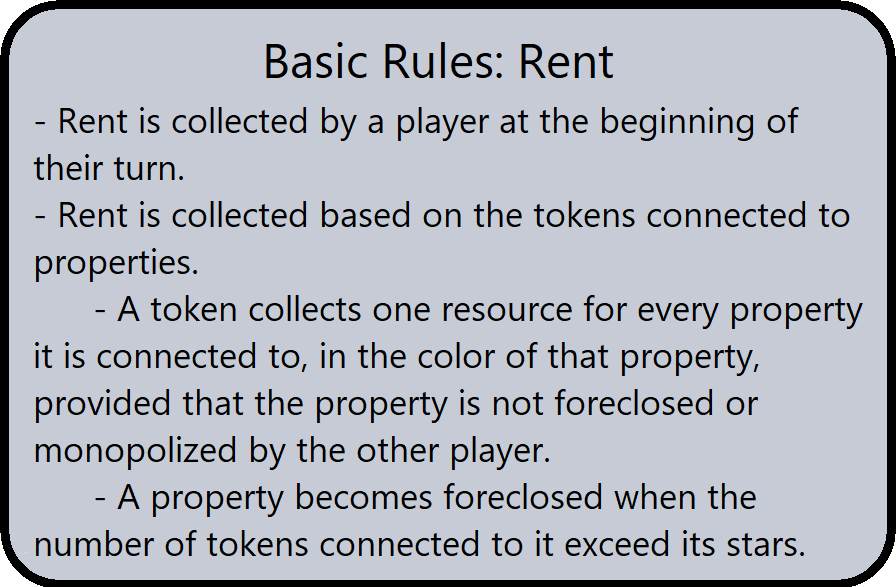 Basic Rules: Rent
- Rent is collected by a player at the beginning of
their turn.
- Rent is collected based on the tokens connected to
properties.
- A token collects one resource for every property
it is connected to, in the color of that property,
provided that the property is not foreclosed or
monopolized by the other player.
- A property becomes foreclosed when the
number of tokens connected to it exceed its stars.